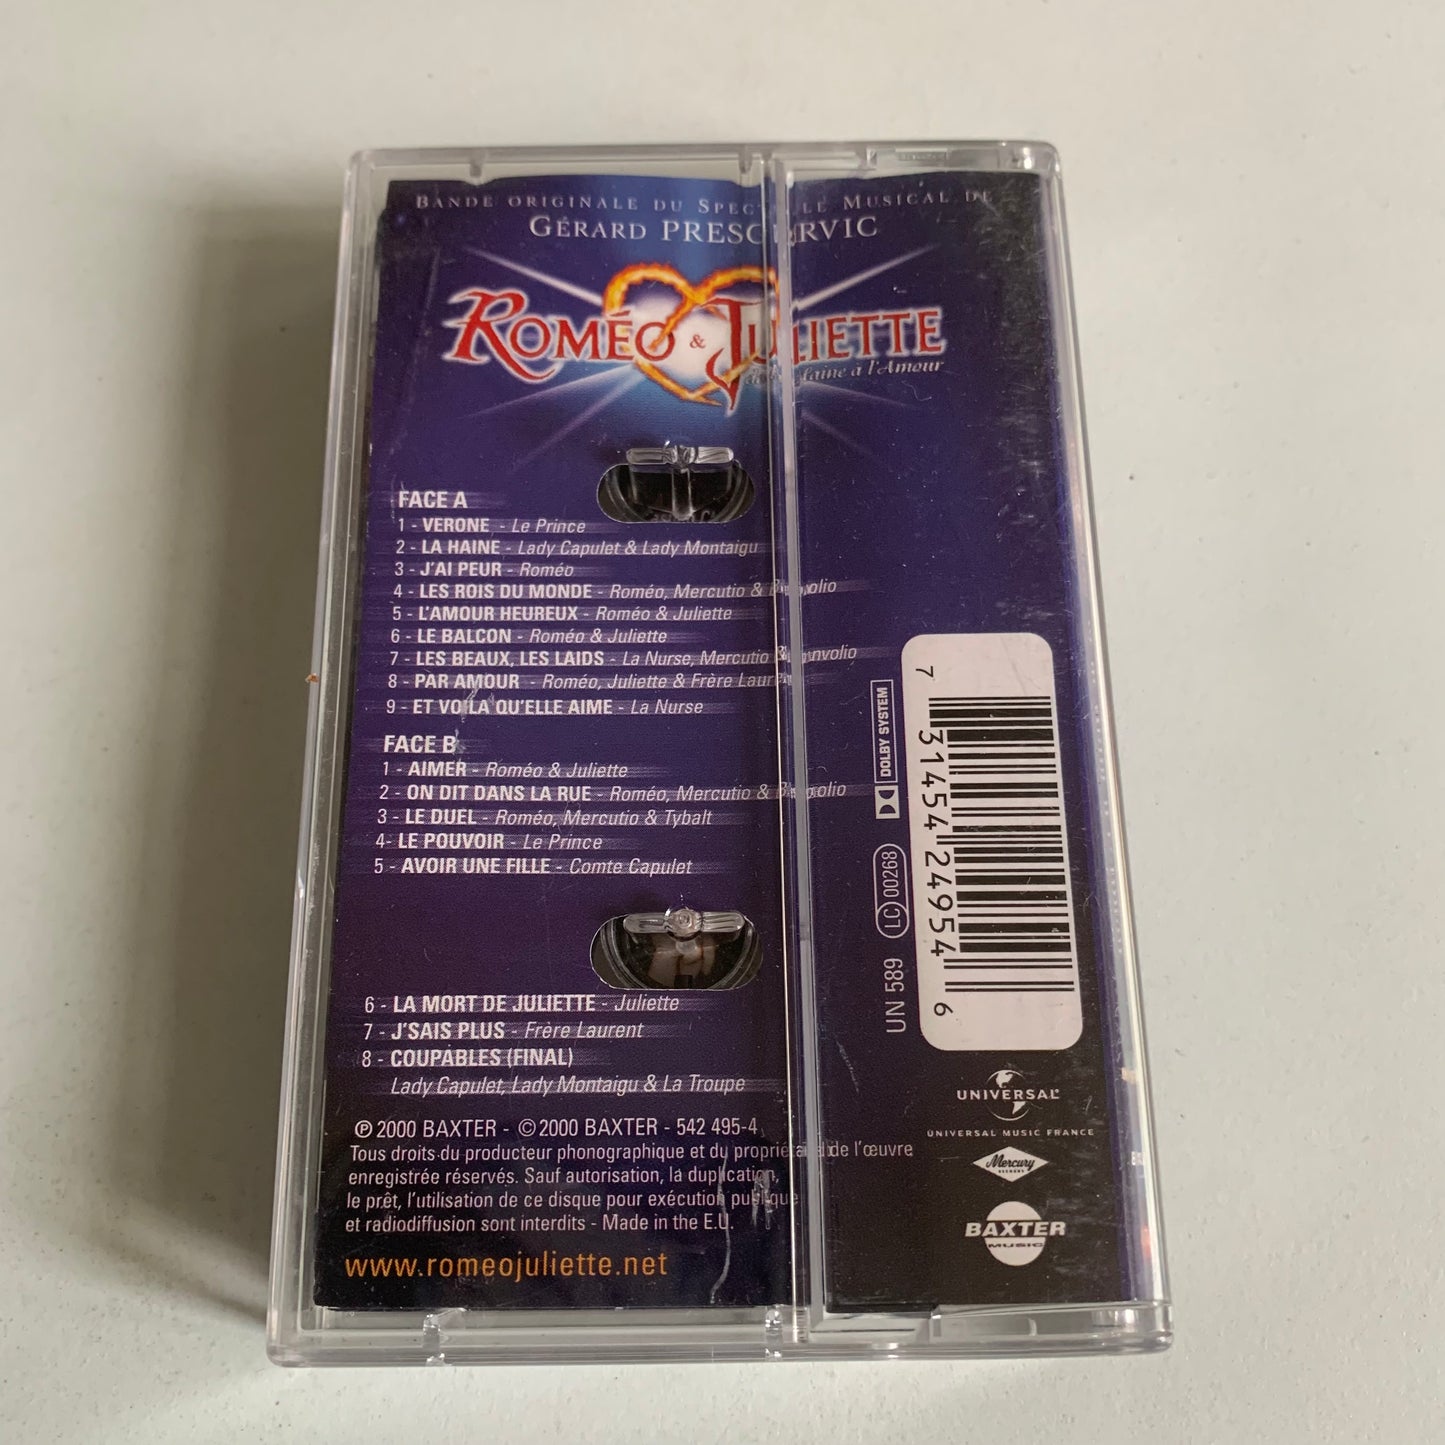 BANDE ORIGINALE DU SPECTACLE MUSICAL DE
GÉRARD PRESGURVIC
ROMÉO & JULIETTE
de la Haine à l'Amour
FACE A
1 - VERONE - Le Prince
2 - LA HAINE - Lady Capulet & Lady Montaigu
3 - J'AI PEUR - Roméo
4 - LES ROIS DU MONDE - Roméo, Mercutio & Benvolio
5 - L'AMOUR HEUREUX - Roméo & Juliette
6 - LE BALCON - Roméo & Juliette
7 - LES BEAUX, LES LAIDS - La Nurse, Mercutio & Benvolio
8 - PAR AMOUR - Roméo, Juliette & Frère Laurent
9 - ET VOILA QU'ELLE AIME - La Nurse
FACE B
1 - AIMER - Roméo & Juliette
2 - ON DIT DANS LA RUE - Roméo, Mercutio & Benvolio
3 - LE DUEL - Roméo, Mercutio & Tybalt
4- LE POUVOIR - Le Prince
5 - AVOIR UNE FILLE - Comte Capulet
6 - LA MORT DE JULIETTE - Juliette
7 - J'SAIS PLUS - Frère Laurent
8 - COUPABLES (FINAL)
Lady Capulet, Lady Montaigu & La Troupe
℗ 2000 BAXTER - © 2000 BAXTER - 542 495-4
Tous droits du producteur phonographique et du propriétaire de l'œuvre
enregistrée réservés. Sauf autorisation, la duplication,
le prêt, l'utilisation de ce disque pour exécution publique
et radiodiffusion sont interdits - Made in the E.U.
www.romeojuliette.net
DOLBY SYSTEM
LC 00268
UN 589
7 31454 24954 6
UNIVERSAL
UNIVERSAL MUSIC FRANCE
Mercury
RECORDS
BAXTER
MUSIC